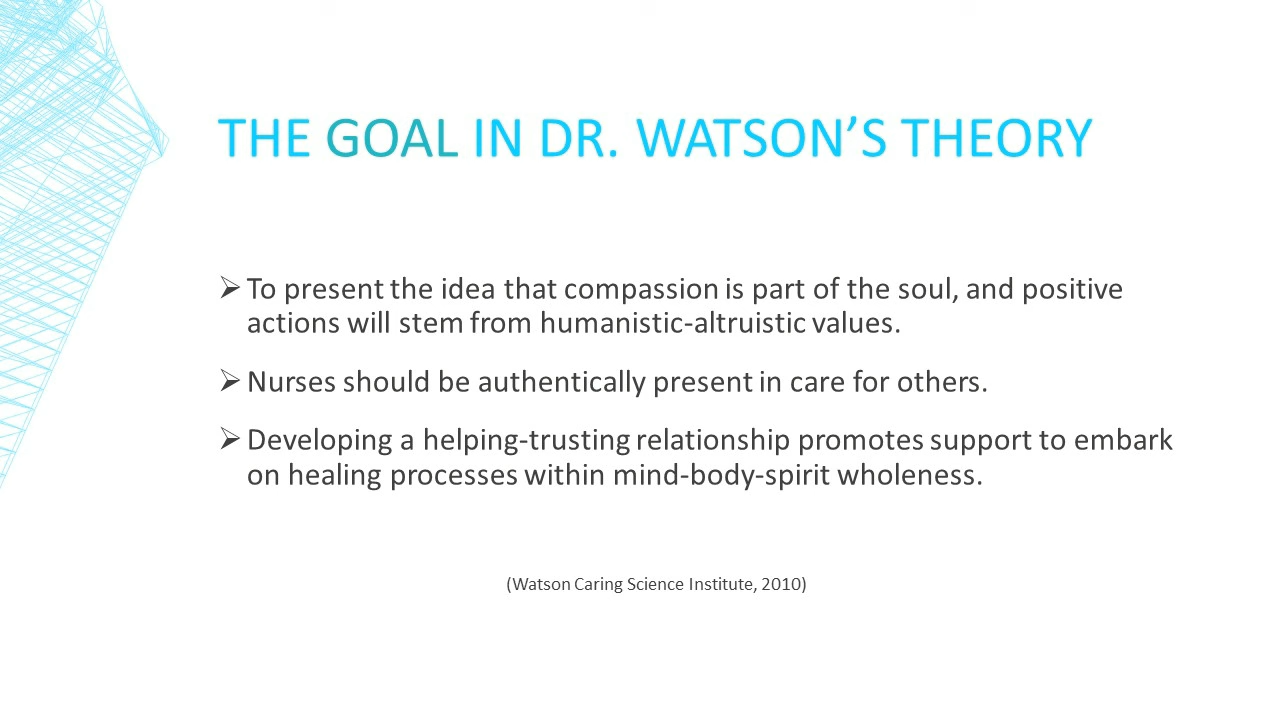 THE GOAL IN DR. WATSON’S THEORY
➢ To present the idea that compassion is part of the soul, and positive
actions will stem from humanistic-altruistic values.
➢ Nurses should be authentically present in care for others.
➢ Developing a helping-trusting relationship promotes support to embark
on healing processes within mind-body-spirit wholeness.
(Watson Caring Science Institute, 2010)